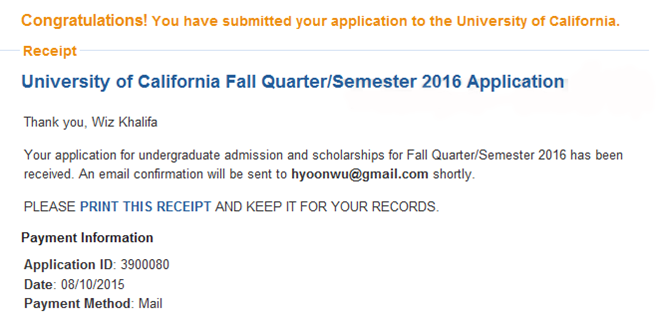 Congratulations! You have submitted your application to the University of California.
Receipt
University of California Fall Quarter/Semester 2016 Application
Thank you, Wiz Khalifa
Your application for undergraduate admission and scholarships for Fall Quarter/Semester 2016 has been
received. An email confirmation will be sent to hyoonwu@gmail.com shortly.
PLEASE PRINT THIS RECEIPT AND KEEP IT FOR YOUR RECORDS.
Payment Information
Application ID: 3900080
Date: 08/10/2015
Payment Method: Mail